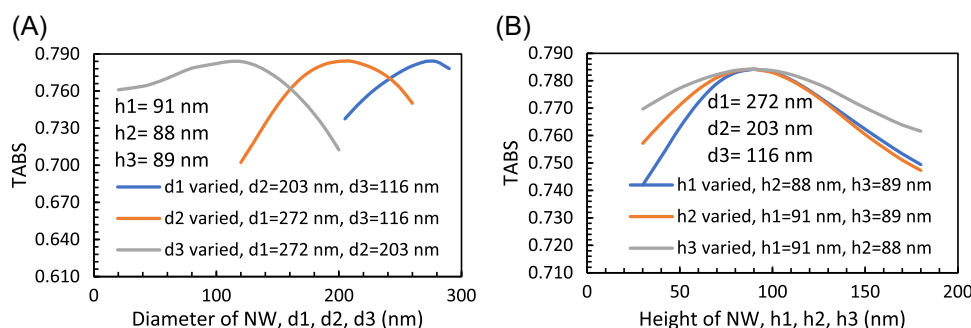 (A)
TABS
0.790
0.760
0.730
0.700
0.670
0.640
0.610
h1= 91 nm
h2= 88 nm
h3= 89 nm
d1 varied, d2=203 nm, d3=116 nm
d2 varied, d1=272 nm, d3=116 nm
d3 varied, d1=272 nm, d2=203 nm
0 100 200 300
Diameter of NW, d1, d2, d3 (nm)
(B)
TABS
0.790
0.780
0.770
0.760
0.750
0.740
0.730
0.720
0.710
d1= 272 nm
d2= 203 nm
d3= 116 nm
h1 varied, h2=88 nm, h3=89 nm
h2 varied, h1=91 nm, h3=89 nm
h3 varied, h1=91 nm, h2=88 nm
0 50 100 150 200
Height of NW, h1, h2, h3 (nm)